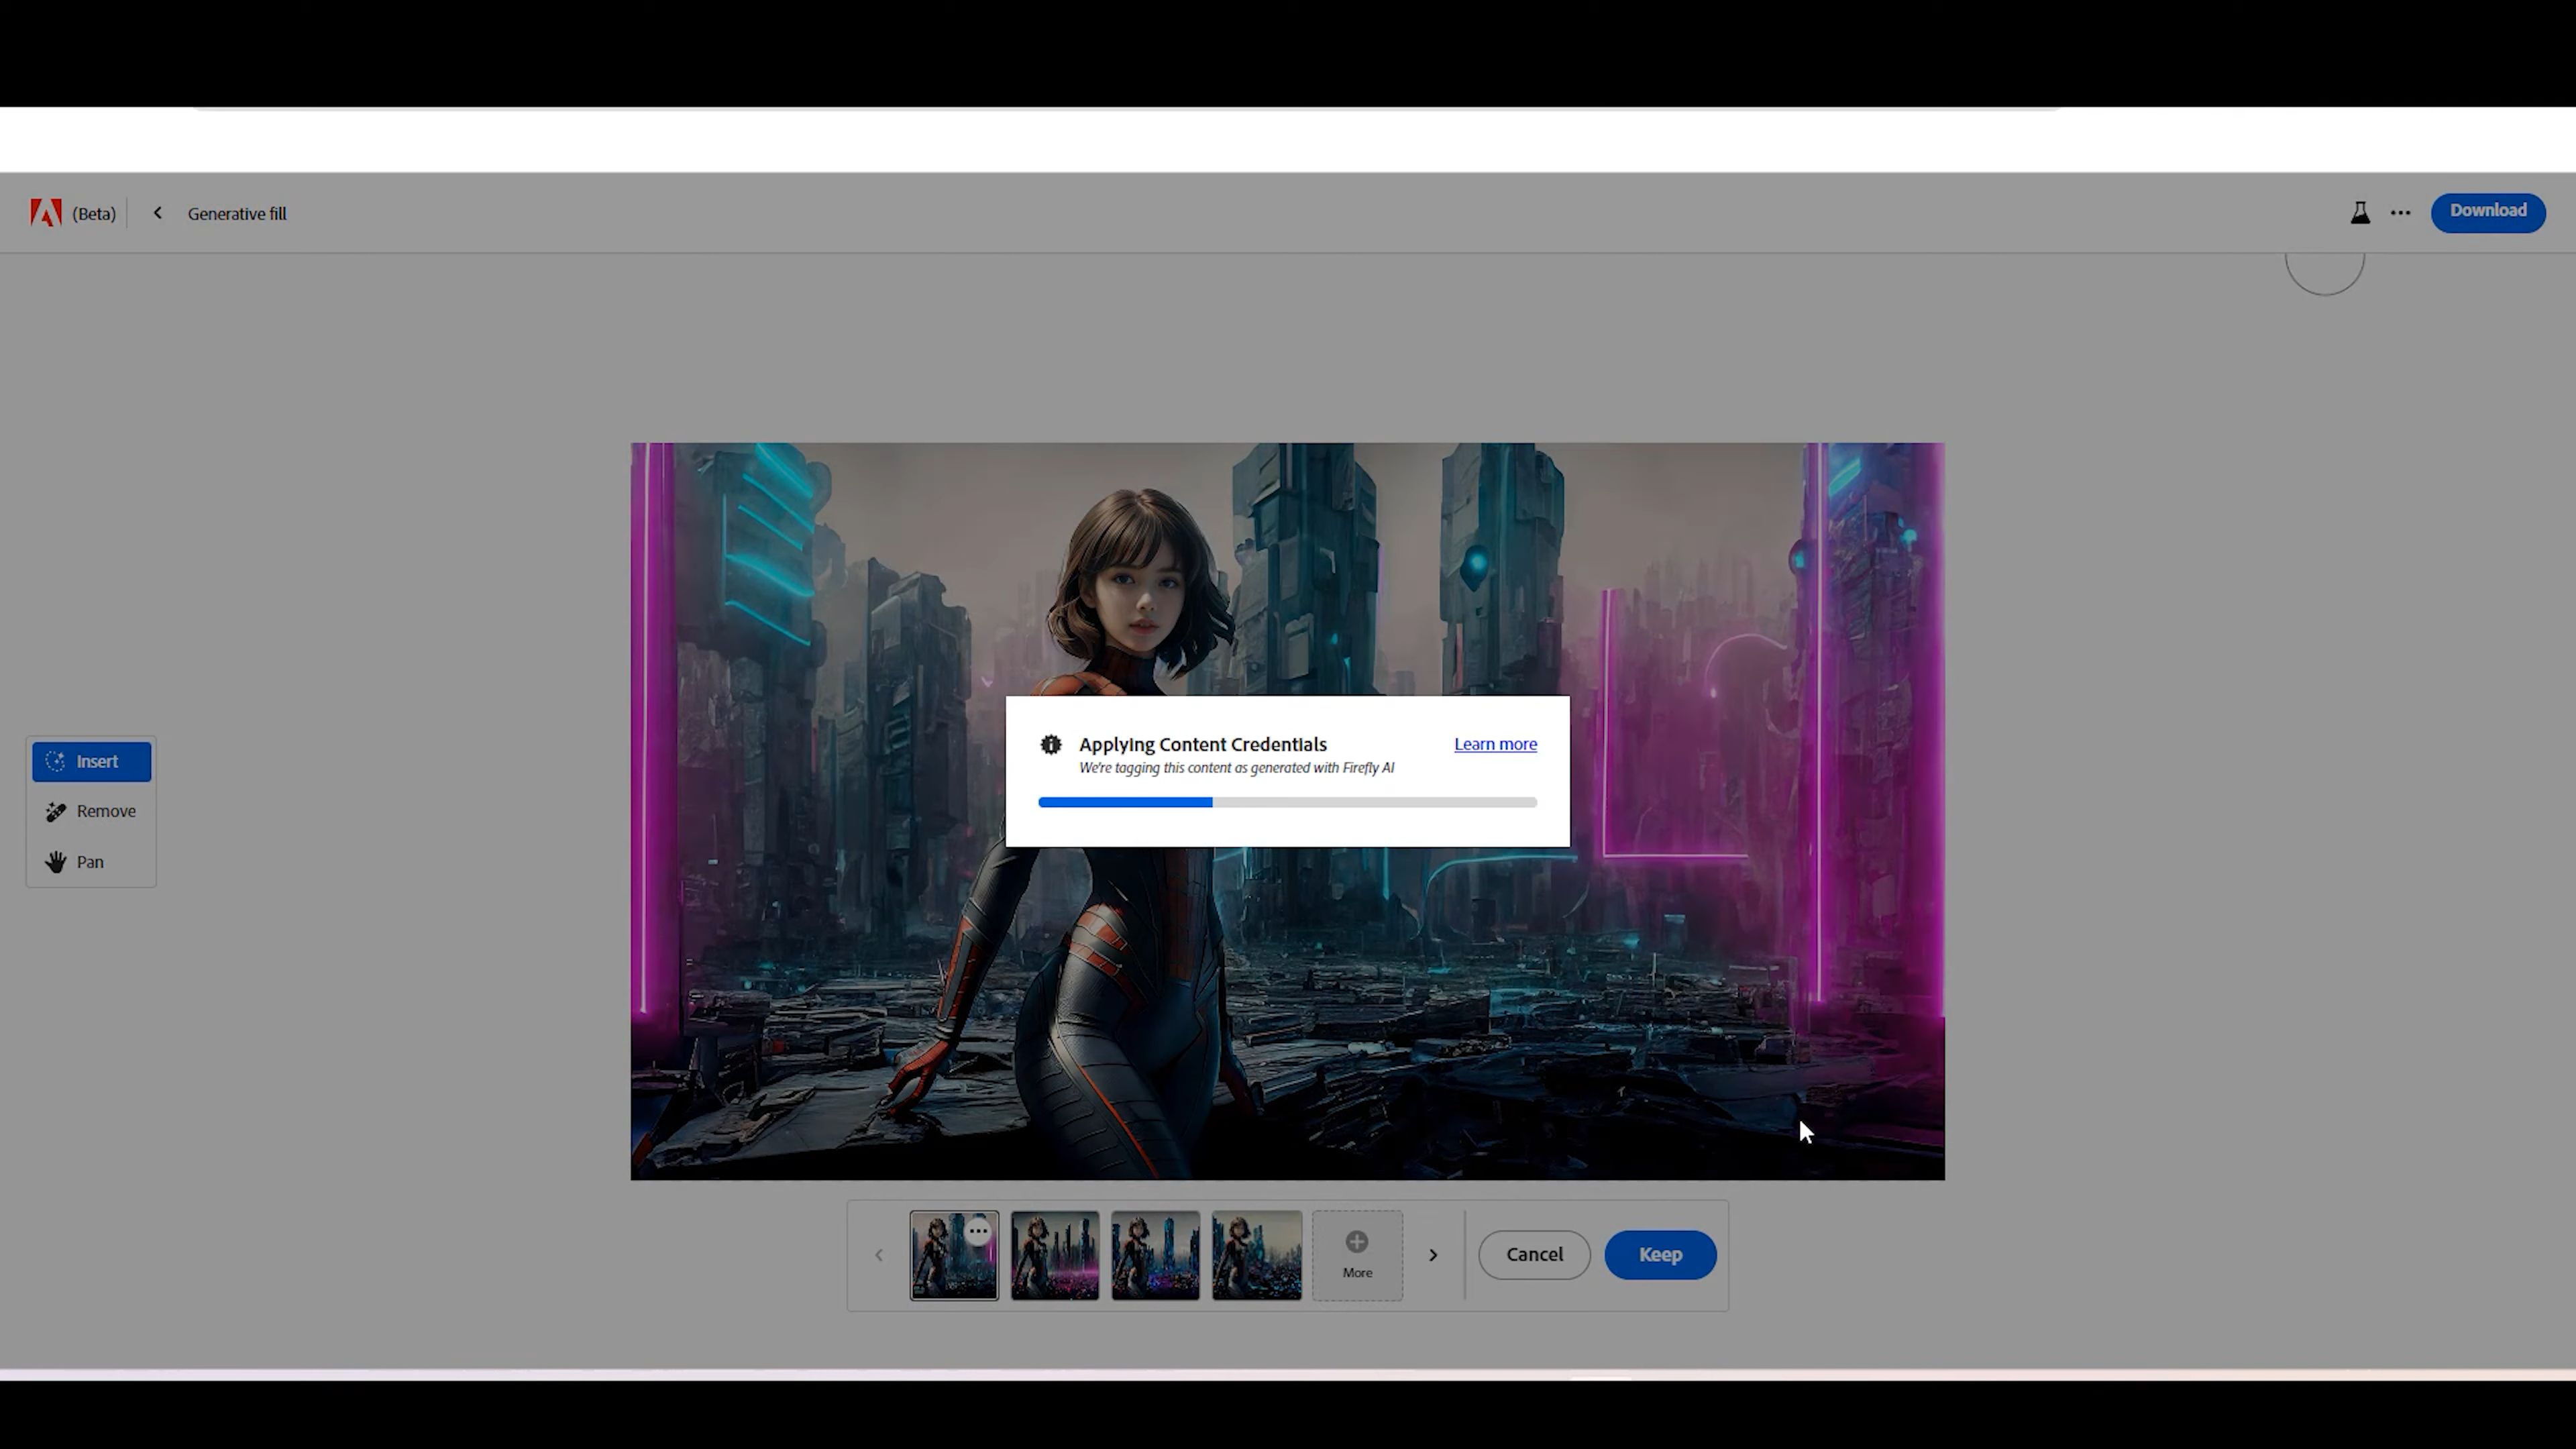 (Beta)
Generative fill
Download
Applying Content Credentials
Learn more
We're tagging this content as generated with Firefly AI
Insert
Remove
Pan
More
Cancel
Keep